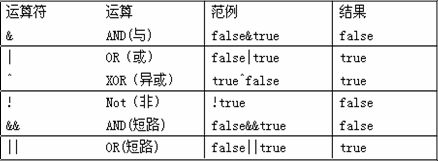 运算符 运算 范例 结果
& AND(与) false&true false
| OR（或） false|true true
^ XOR（异或） true^false true
! Not（非） !true false
&& AND(短路) false&&true false
|| OR(短路) false||true true